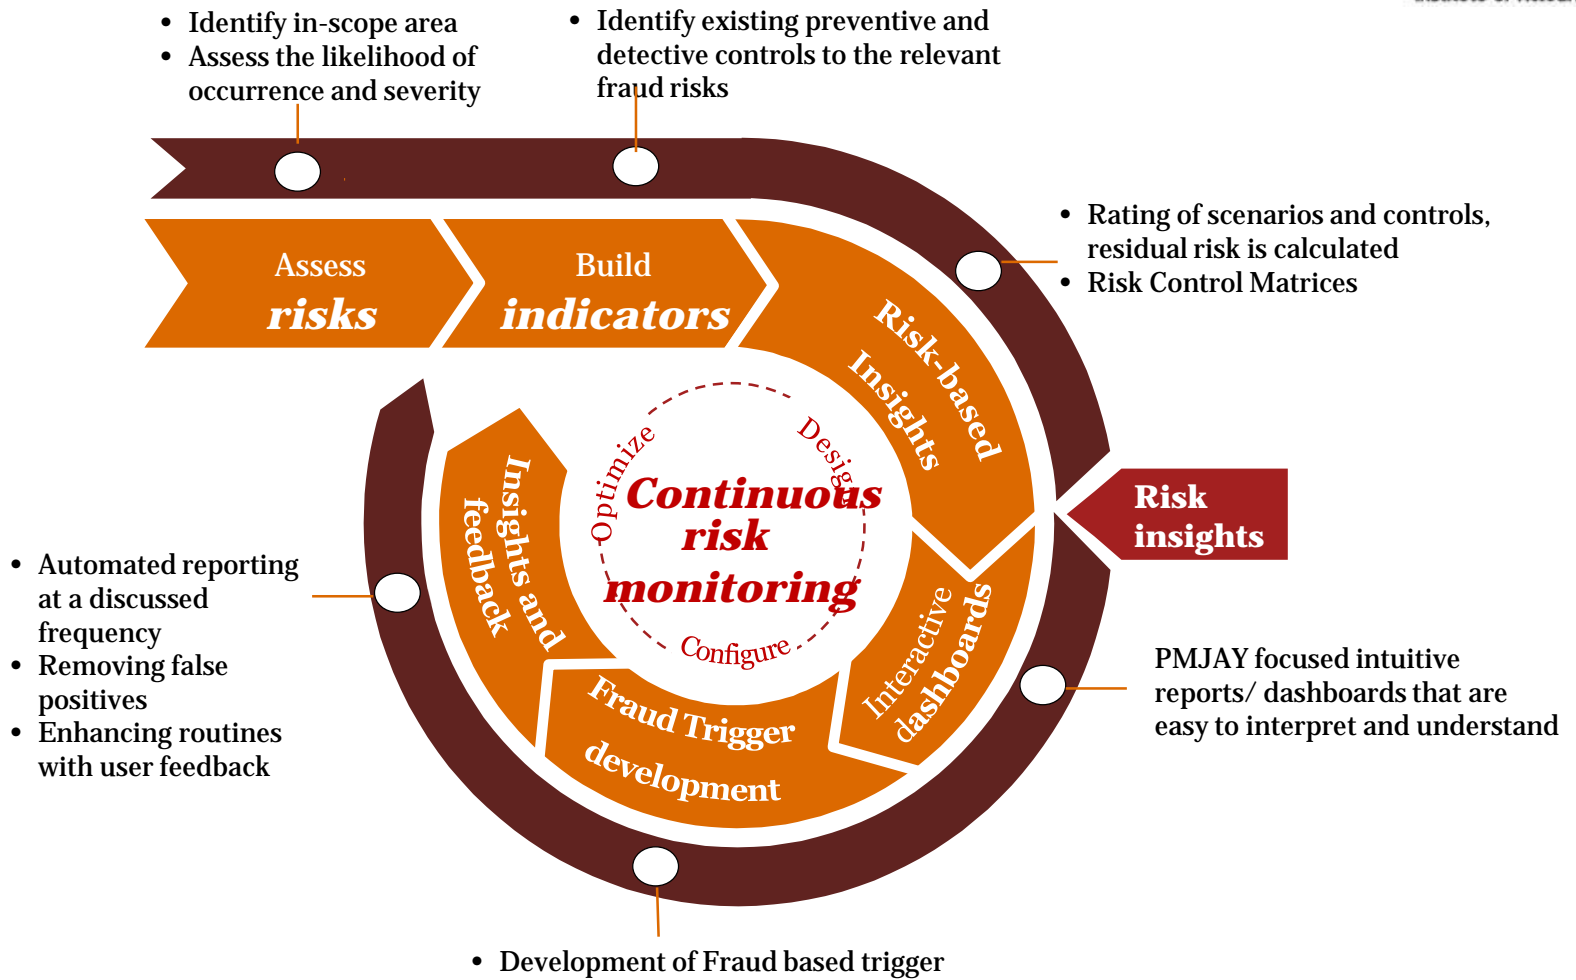 • Identify in-scope area
• Assess the likelihood of
occurrence and severity
• Identify existing preventive and
detective controls to the relevant
fraud risks
Assess
risks
Build
indicators
Risk-based
Insights
• Rating of scenarios and controls,
residual risk is calculated
• Risk Control Matrices
Risk
insights
Optimize
Design
Continuous
risk
monitoring
Configure
Interactive
dashboards
PMJAY focused intuitive
reports/ dashboards that are
easy to interpret and understand
Fraud Trigger
development
• Development of Fraud based trigger
Insights and
feedback
• Automated reporting
at a discussed
frequency
• Removing false
positives
• Enhancing routines
with user feedback